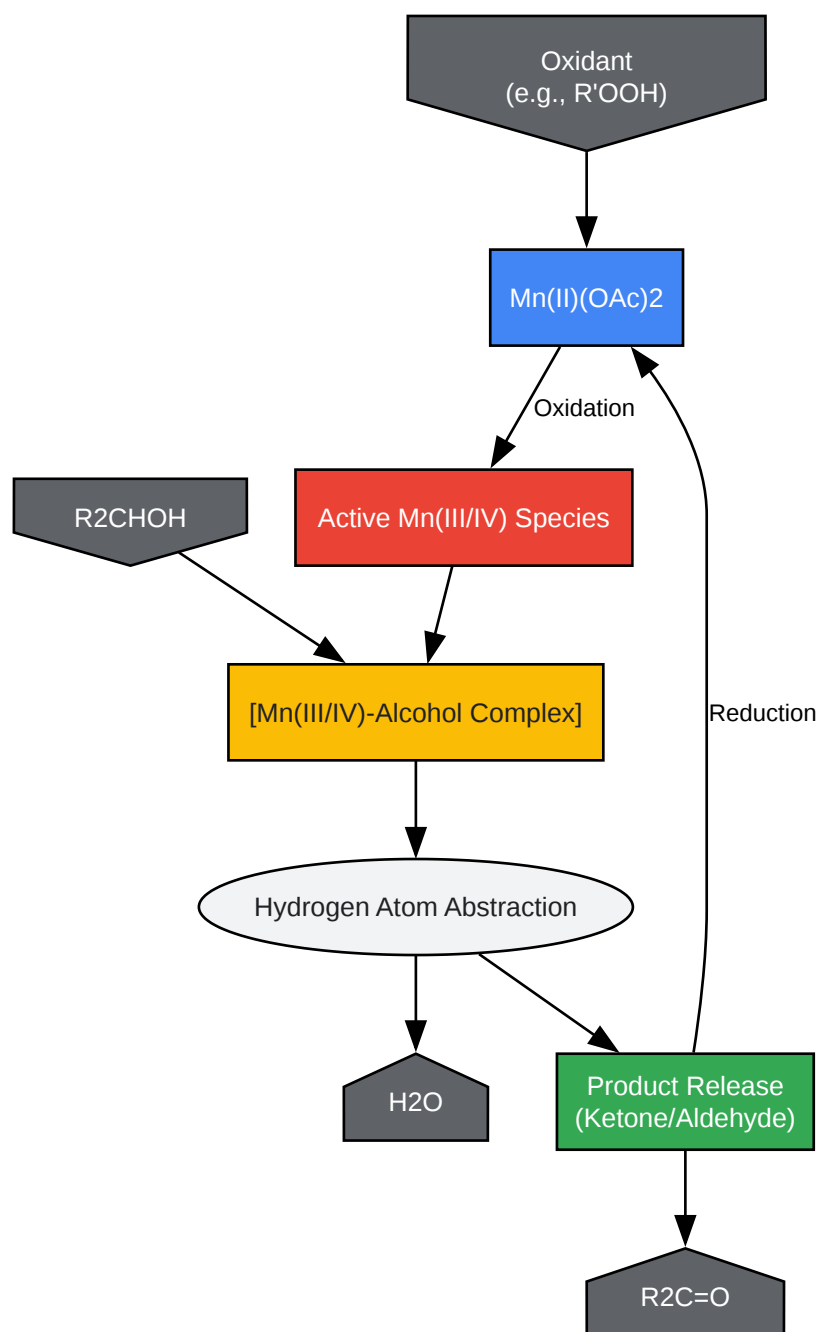 Oxidant
(e.g., R'OOH)
Mn(II)(OAc)2
Oxidation
R2CHOH
Active Mn(III/IV) Species
[Mn(III/IV)-Alcohol Complex]
Reduction
Hydrogen Atom Abstraction
H2O
Product Release
(Ketone/Aldehyde)
R2C=O